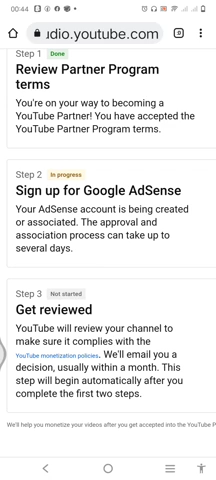 00:44
udio.youtube.com
Step 1 Done
Review Partner Program
terms
You're on your way to becoming a
YouTube Partner! You have accepted the
YouTube Partner Program terms.
Step 2 In progress
Sign up for Google AdSense
Your AdSense account is being created
or associated. The approval and
association process can take up to
several days.
Step 3 Not started
Get reviewed
YouTube will review your channel to
make sure it complies with the
YouTube monetization policies. We'll email you a
decision, usually within a month. This
step will begin automatically after you
complete the first two steps.
We'll help you monetize your videos after you get accepted into the YouTube P